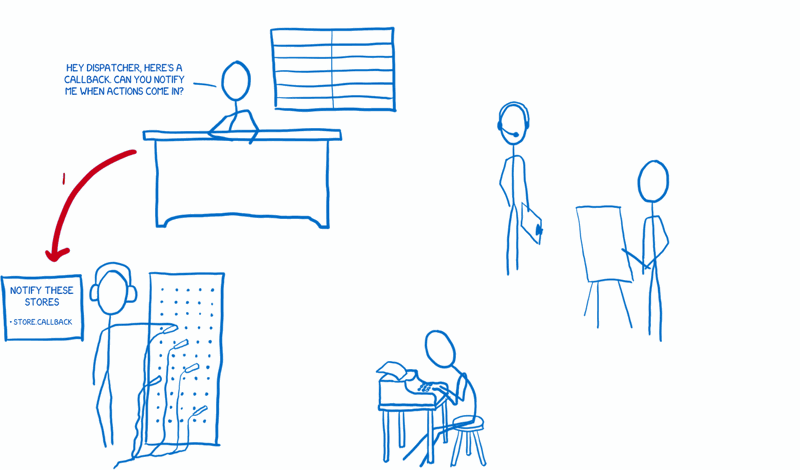 HEY DISPATCHER, HERE'S A
CALLBACK. CAN YOU NOTIFY
ME WHEN ACTIONS COME IN?
1
NOTIFY THESE
STORES
• STORE.CALLBACK